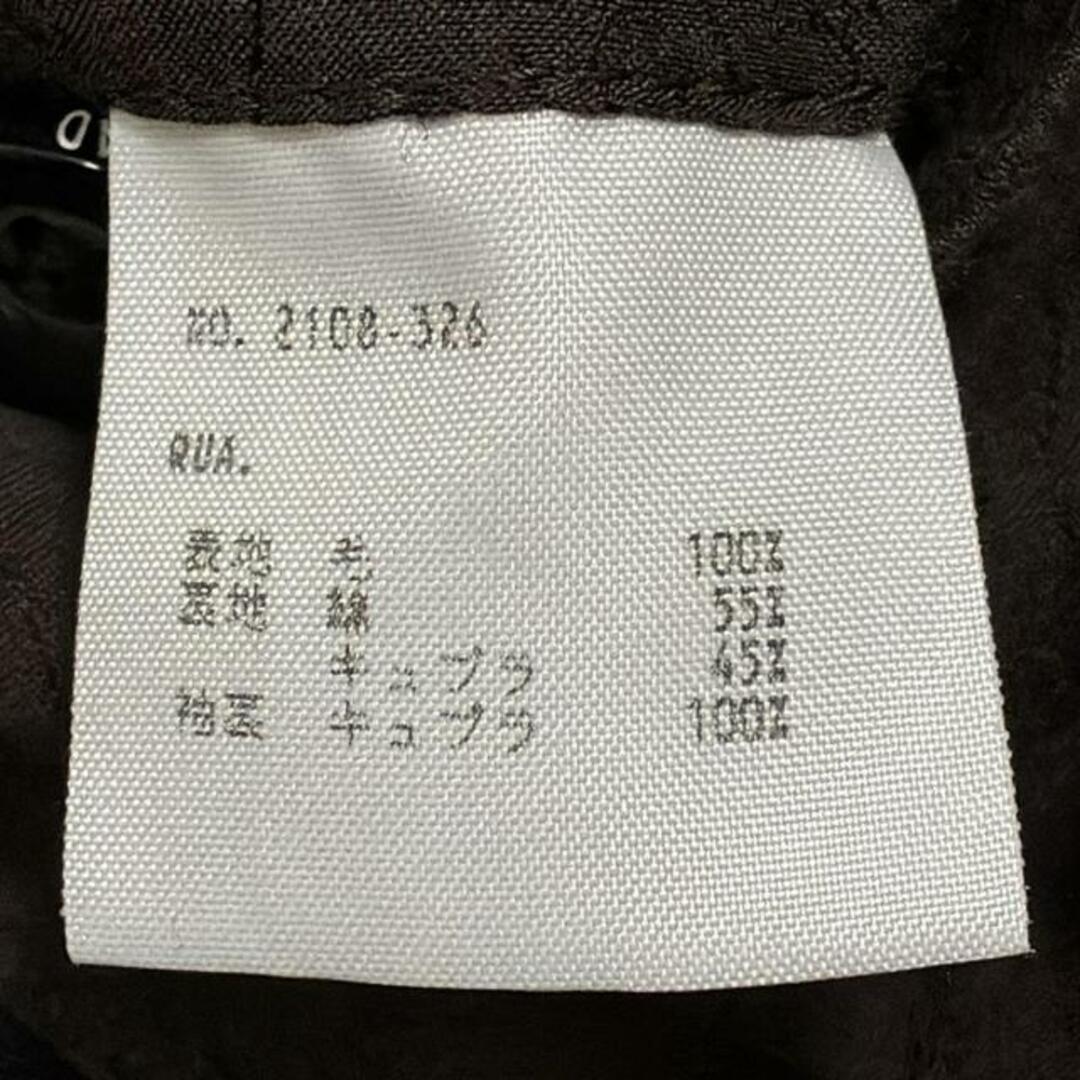 NO. 2108-326
QUA.
表地 毛 100%
裏地 綿 55%
キュプラ 45%
袖裏 キュプラ 100%